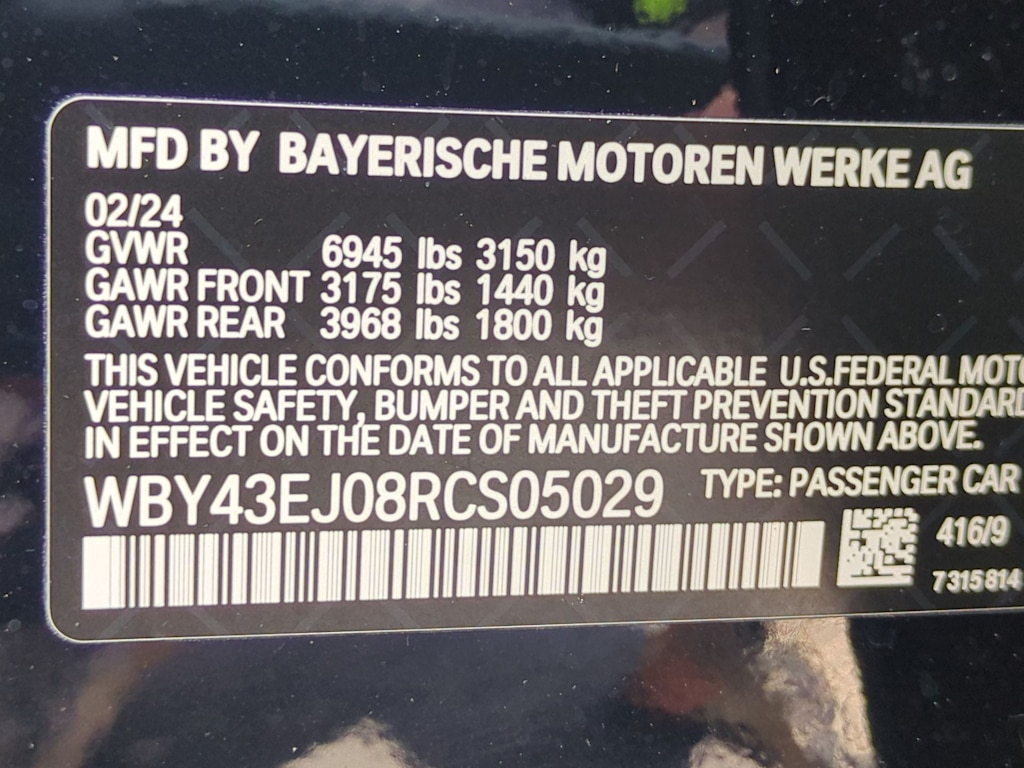 MFD BY BAYERISCHE MOTOREN WERKE AG
02/24
GVWR 6945 lbs 3150 kg
GAWR FRONT 3175 lbs 1440 kg
GAWR REAR 3968 lbs 1800 kg
THIS VEHICLE CONFORMS TO ALL APPLICABLE U.S.FEDERAL MOTO
VEHICLE SAFETY, BUMPER AND THEFT PREVENTION STANDARD
IN EFFECT ON THE DATE OF MANUFACTURE SHOWN ABOVE.
WBY43EJ08RCS05029 TYPE: PASSENGER CAR
416/9
7315814